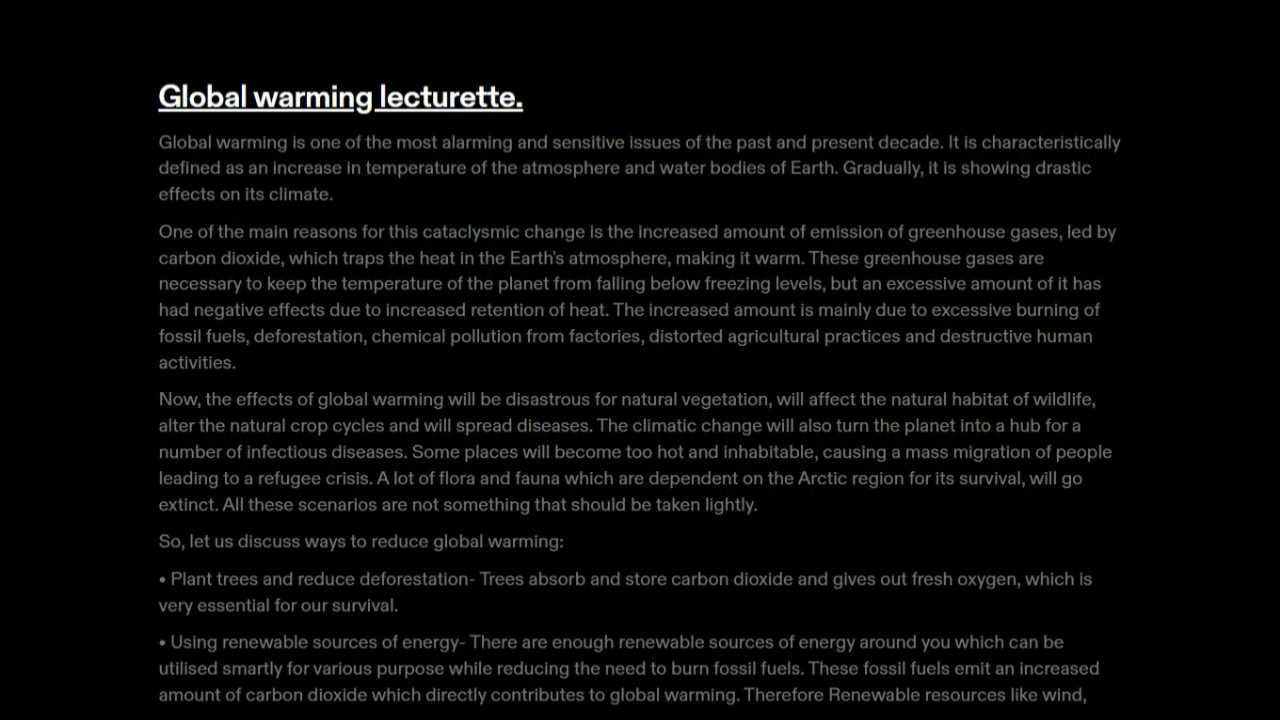 Global warming lecturette.
Global warming is one of the most alarming and sensitive issues of the past and present decade. It is characteristically
defined as an increase in temperature of the atmosphere and water bodies of Earth. Gradually, it is showing drastic
effects on its climate.
One of the main reasons for this cataclysmic change is the increased amount of emission of greenhouse gases, led by
carbon dioxide, which traps the heat in the Earth's atmosphere, making it warm. These greenhouse gases are
necessary to keep the temperature of the planet from falling below freezing levels, but an excessive amount of it has
had negative effects due to increased retention of heat. The increased amount is mainly due to excessive burning of
fossil fuels, deforestation, chemical pollution from factories, distorted agricultural practices and destructive human
activities.
Now, the effects of global warming will be disastrous for natural vegetation, will affect the natural habitat of wildlife,
alter the natural crop cycles and will spread diseases. The climatic change will also turn the planet into a hub for a
number of infectious diseases. Some places will become too hot and inhabitable, causing a mass migration of people
leading to a refugee crisis. A lot of flora and fauna which are dependent on the Arctic region for its survival, will go
extinct. All these scenarios are not something that should be taken lightly.
So, let us discuss ways to reduce global warming:
• Plant trees and reduce deforestation- Trees absorb and store carbon dioxide and gives out fresh oxygen, which is
very essential for our survival.
• Using renewable sources of energy- There are enough renewable sources of energy around you which can be
utilised smartly for various purpose while reducing the need to burn fossil fuels. These fossil fuels emit an increased
amount of carbon dioxide which directly contributes to global warming. Therefore Renewable resources like wind,